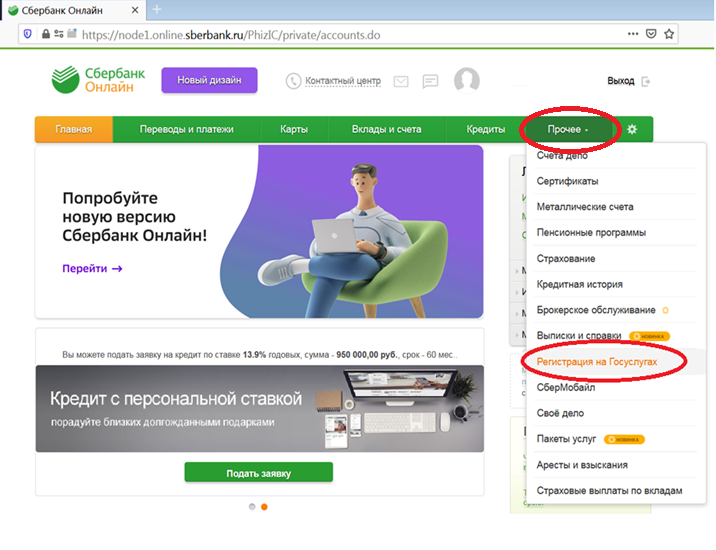 Сбербанк Онлайн
https://node1.online.sberbank.ru/PhizIC/private/accounts.do
Сбербанк
Онлайн
Новый дизайн
Контактный центр
Выход
Главная
Переводы и платежи
Карты
Вклады и счета
Кредиты
Прочее
Попробуйте
новую версию
Сбербанк Онлайн!
Перейти →
Счета депо
Сертификаты
Металлические счета
Пенсионные программы
Страхование
Кредитная история
Брокерское обслуживание
Выписки и справки НОВИНКА
Регистрация на Госуслугах
СберМобайл
Своё дело
Пакеты услуг НОВИНКА
Аресты и взыскания
Страховые выплаты по вкладам
Вы можете подать заявку на кредит по ставке 13.9% годовых, сумма - 950 000,00 руб., срок - 60 мес..
Кредит с персональной ставкой
порадуйте близких долгожданными подарками
Подать заявку